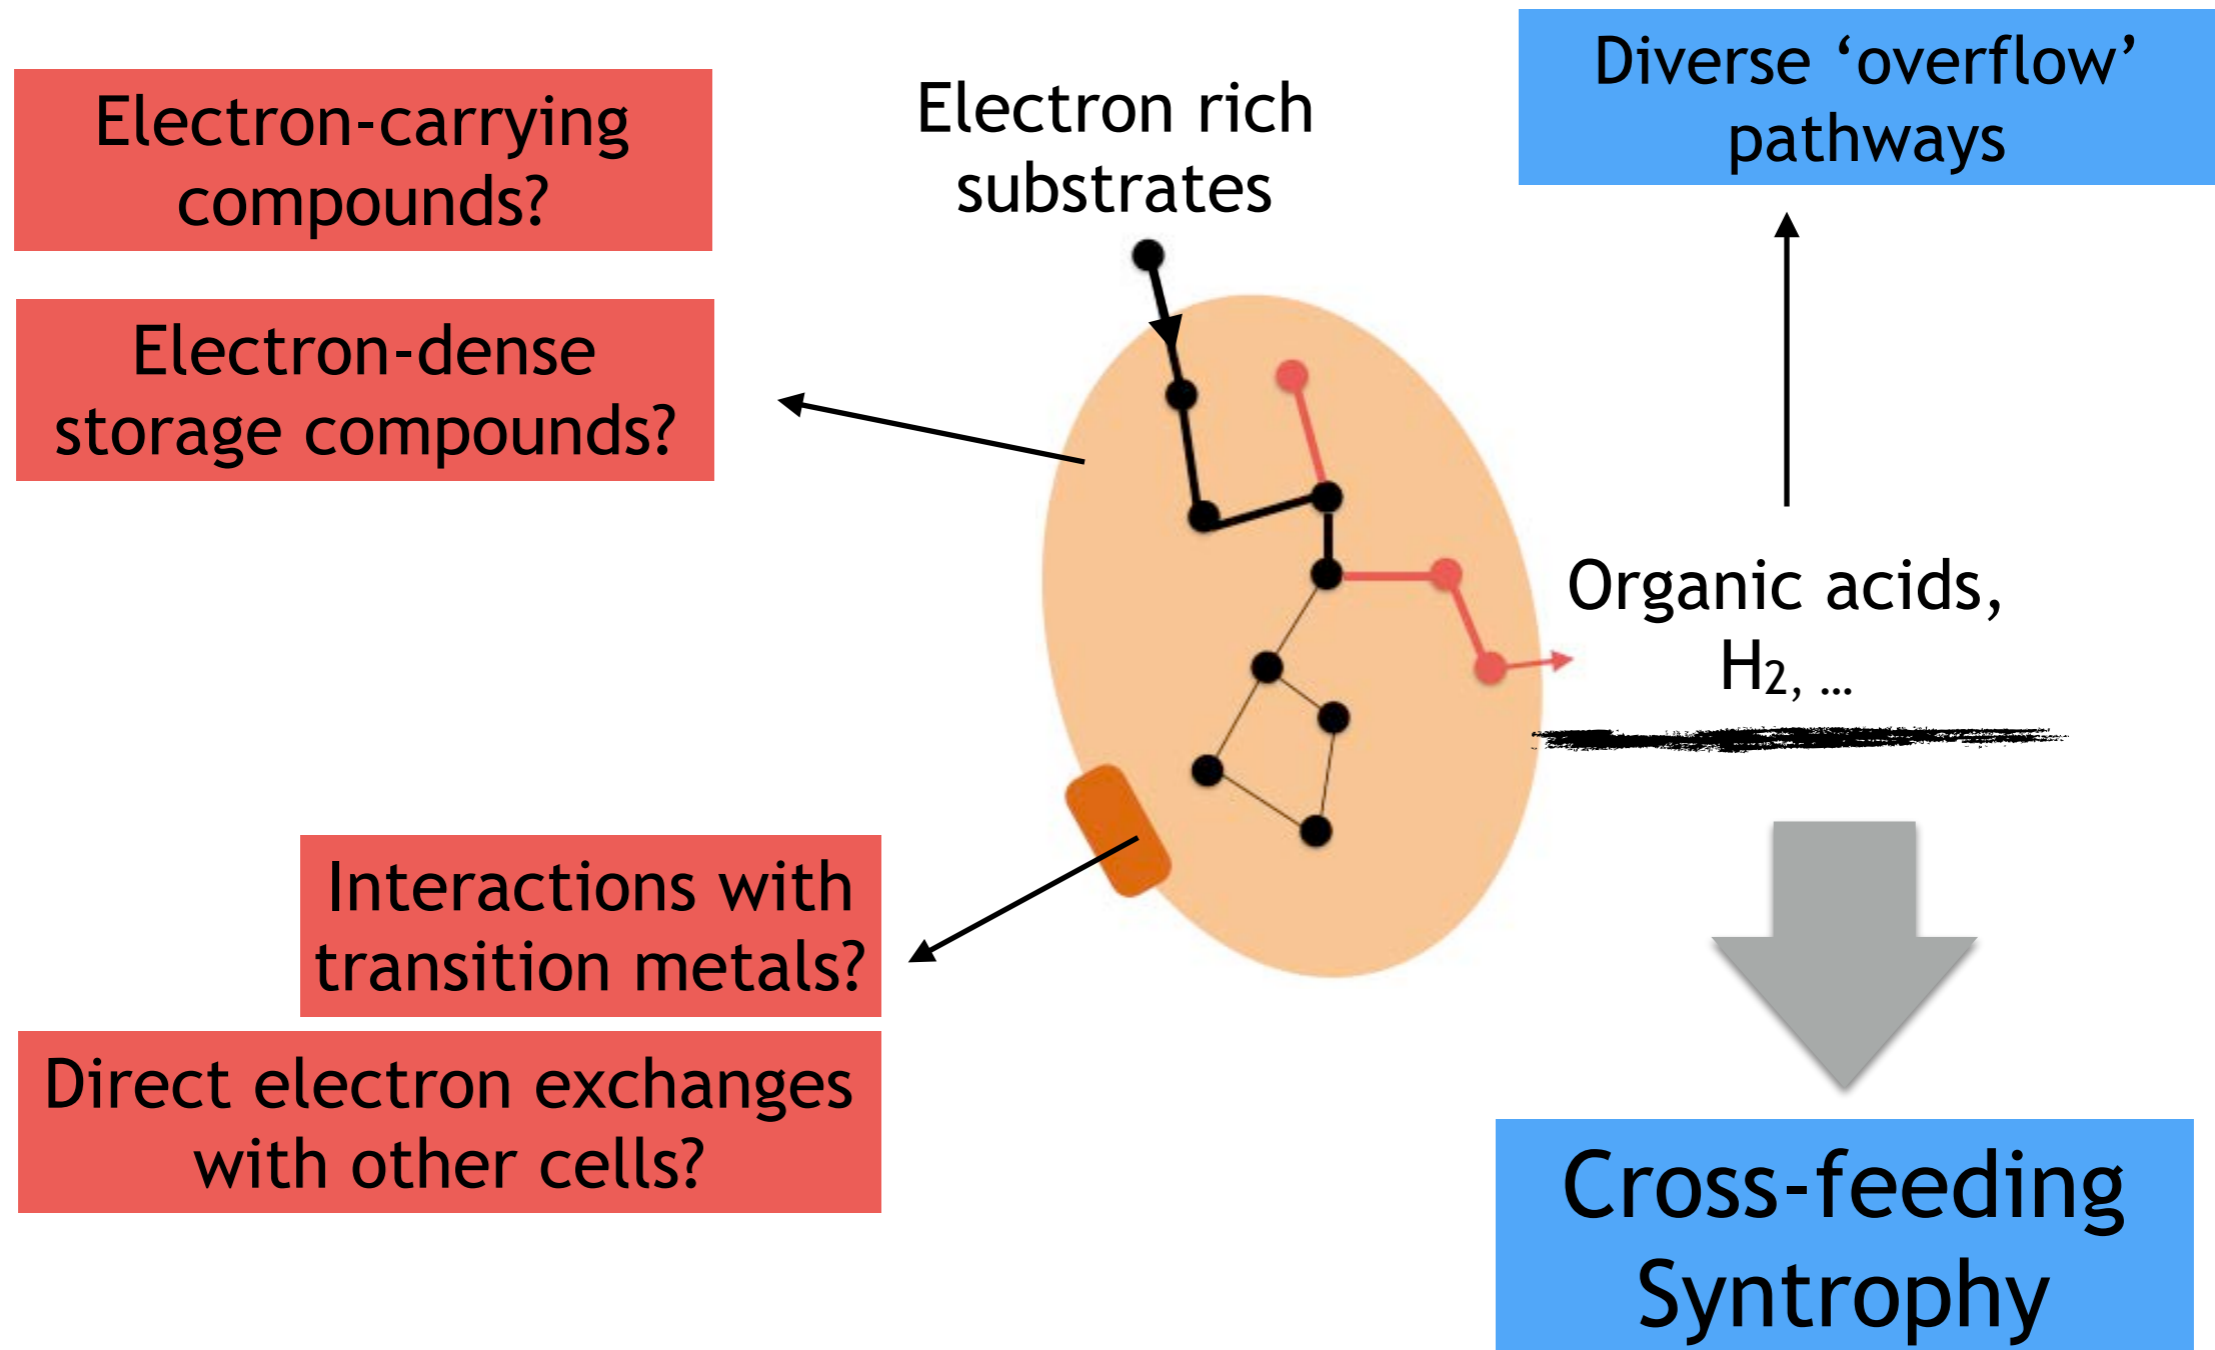 Electron-carrying
compounds?
Electron-dense
storage compounds?
Electron rich
substrates
Diverse ‘overflow’
pathways
Organic acids,
H2, …
Interactions with
transition metals?
Direct electron exchanges
with other cells?
Cross-feeding
Syntrophy